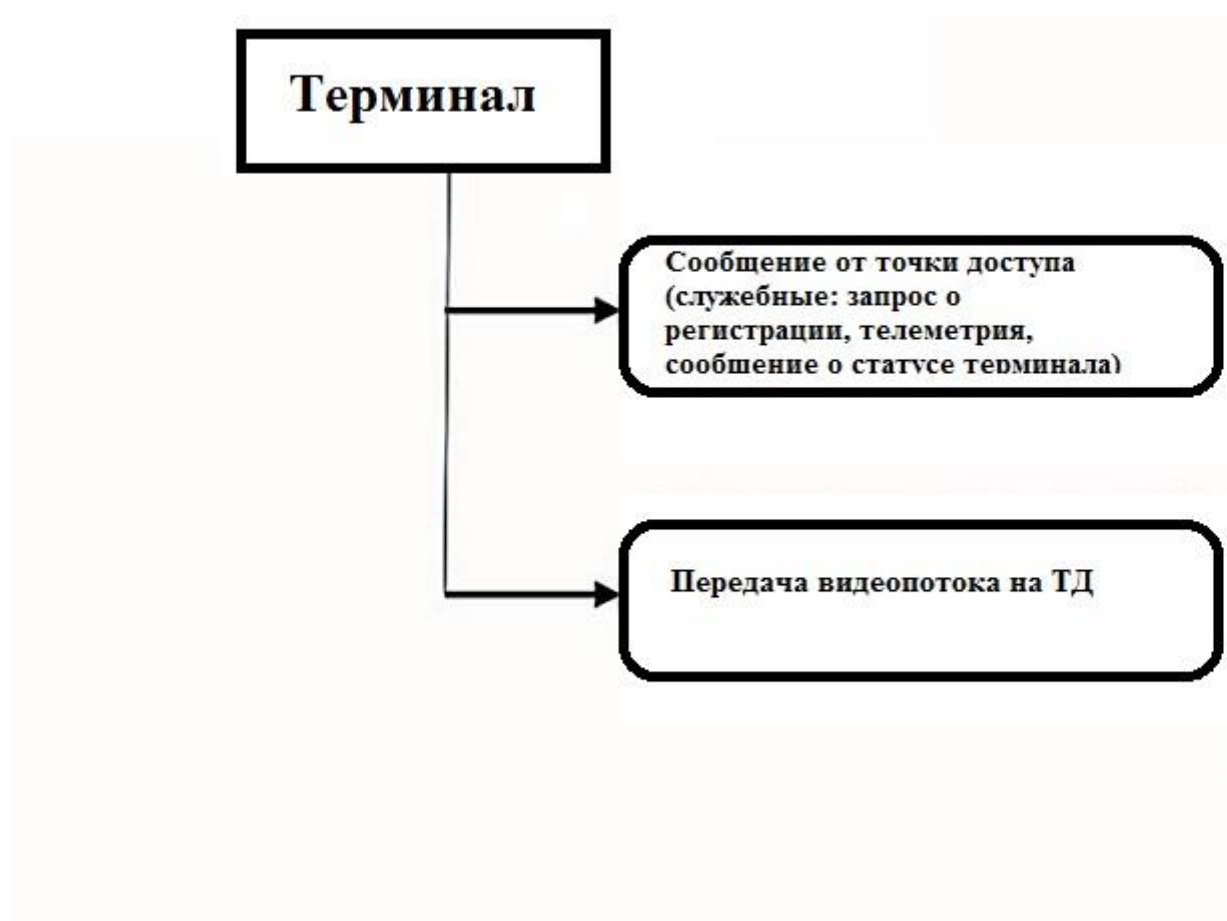 Терминал
Сообщение от точки доступа
(служебные: запрос о
регистрации, телеметрия,
сообщение о статусе терминала)
Передача видеопотока на ТД